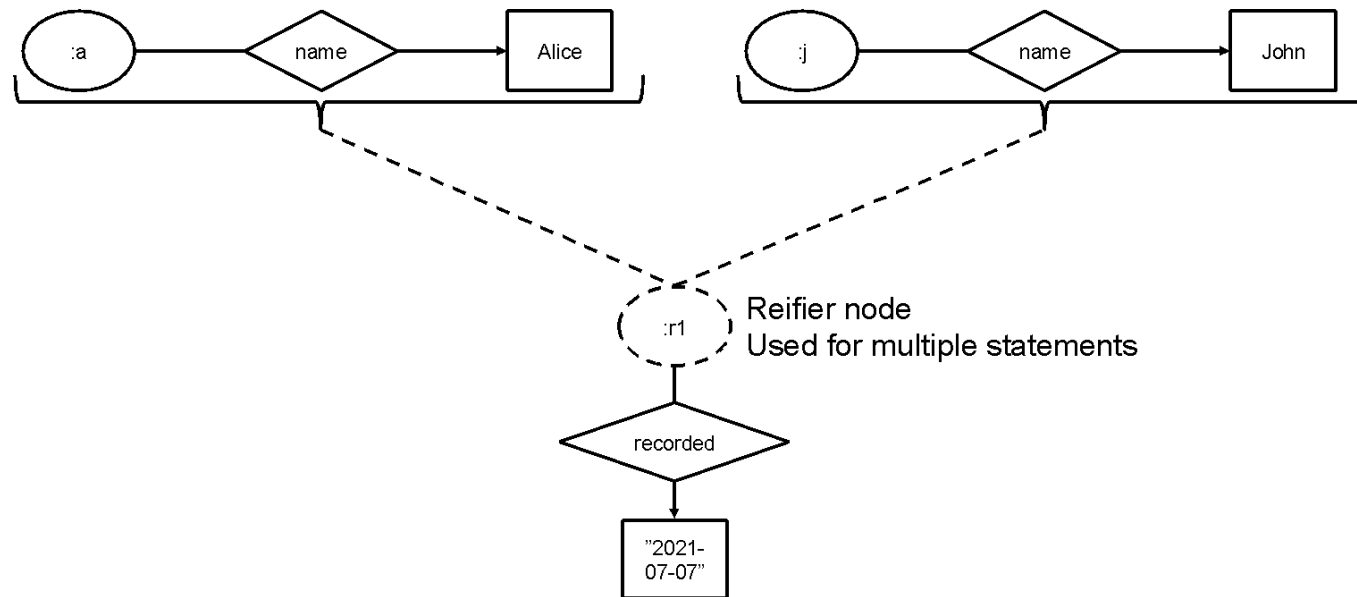 :a name Alice :j name John
:r1
Reifier node
Used for multiple statements
recorded
”2021-
07-07”